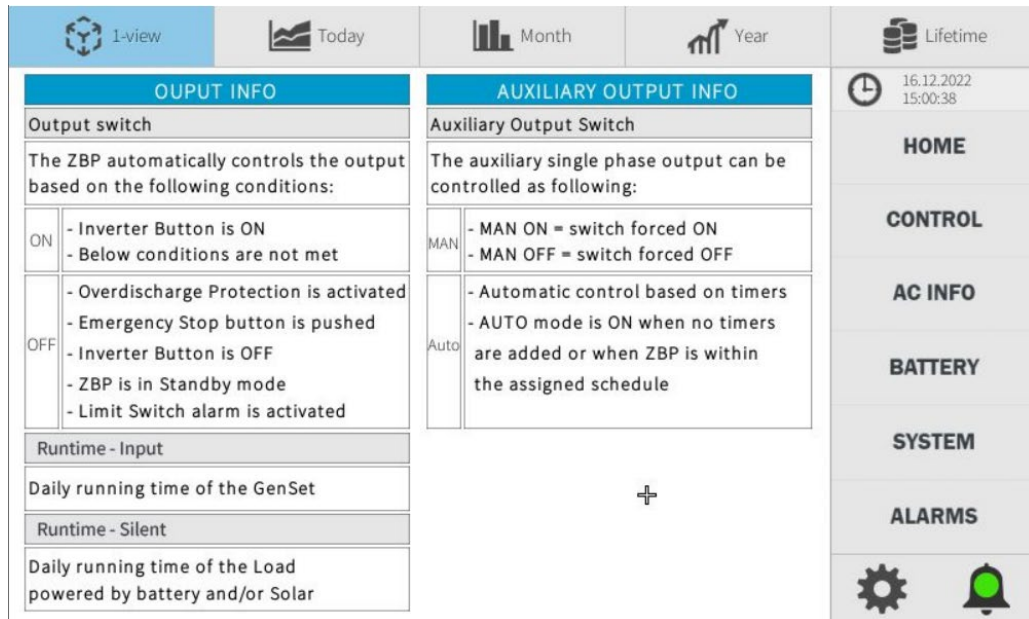 1-view
Today
Month
Year
Lifetime
OUPUT INFO
Output switch
The ZBP automatically controls the output
based on the following conditions:
ON
- Inverter Button is ON
- Below conditions are not met
OFF
- Overdischarge Protection is activated
- Emergency Stop button is pushed
- Inverter Button is OFF
- ZBP is in Standby mode
- Limit Switch alarm is activated
Runtime - Input
Daily running time of the GenSet
Runtime - Silent
Daily running time of the Load
powered by battery and/or Solar
AUXILIARY OUTPUT INFO
Auxiliary Output Switch
The auxiliary single phase output can be
controlled as following:
MAN
- MAN ON = switch forced ON
- MAN OFF = switch forced OFF
Auto
- Automatic control based on timers
- AUTO mode is ON when no timers
are added or when ZBP is within
the assigned schedule
16.12.2022
15:00:38
HOME
CONTROL
AC INFO
BATTERY
SYSTEM
ALARMS